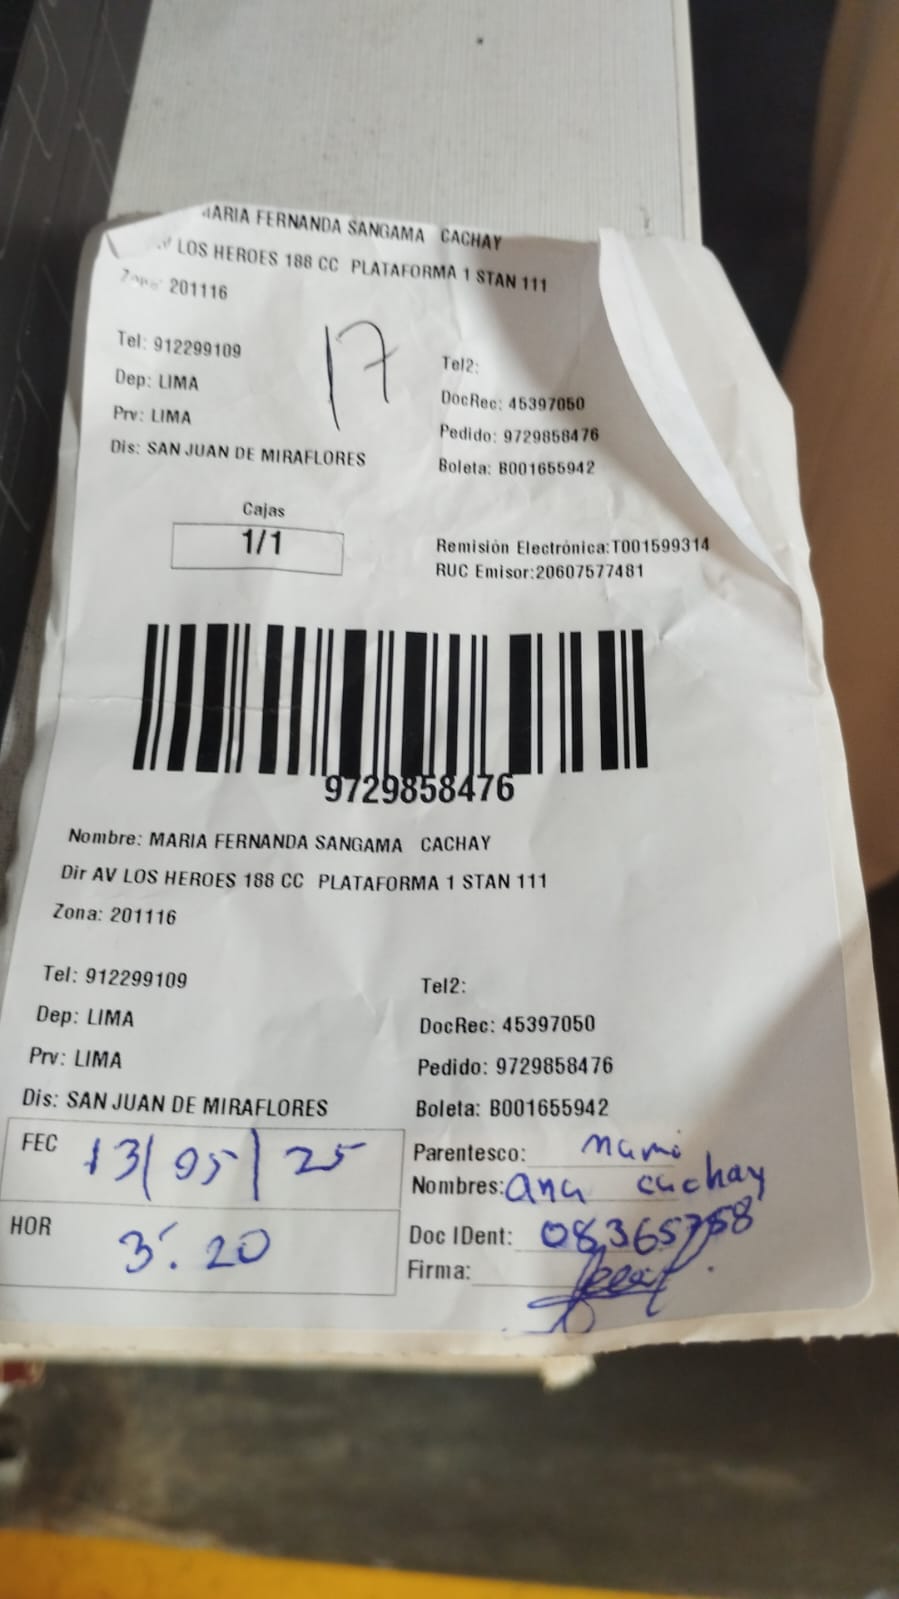 MARIA FERNANDA SANGAMA CACHAY
AV LOS HEROES 188 CC PLATAFORMA 1 STAN 111
Zona: 201116
17
Tel: 912299109
Tel2:
Dep: LIMA
DocRec: 45397050
Prv: LIMA
Pedido: 9729858476
Dis: SAN JUAN DE MIRAFLORES
Boleta: B001655942
Cajas
1/1
Remisión Electrónica:T001599314
RUC Emisor:20607577481
9729858476
Nombre: MARIA FERNANDA SANGAMA CACHAY
Dir AV LOS HEROES 188 CC PLATAFORMA 1 STAN 111
Zona: 201116
Tel: 912299109
Tel2:
Dep: LIMA
DocRec: 45397050
Prv: LIMA
Pedido: 9729858476
Dis: SAN JUAN DE MIRAFLORES
Boleta: B001655942
FEC 13/05/25
Parentesco: mamá
Nombres: ana cachay
HOR 3:20
Doc IDent: 08365758
Firma: